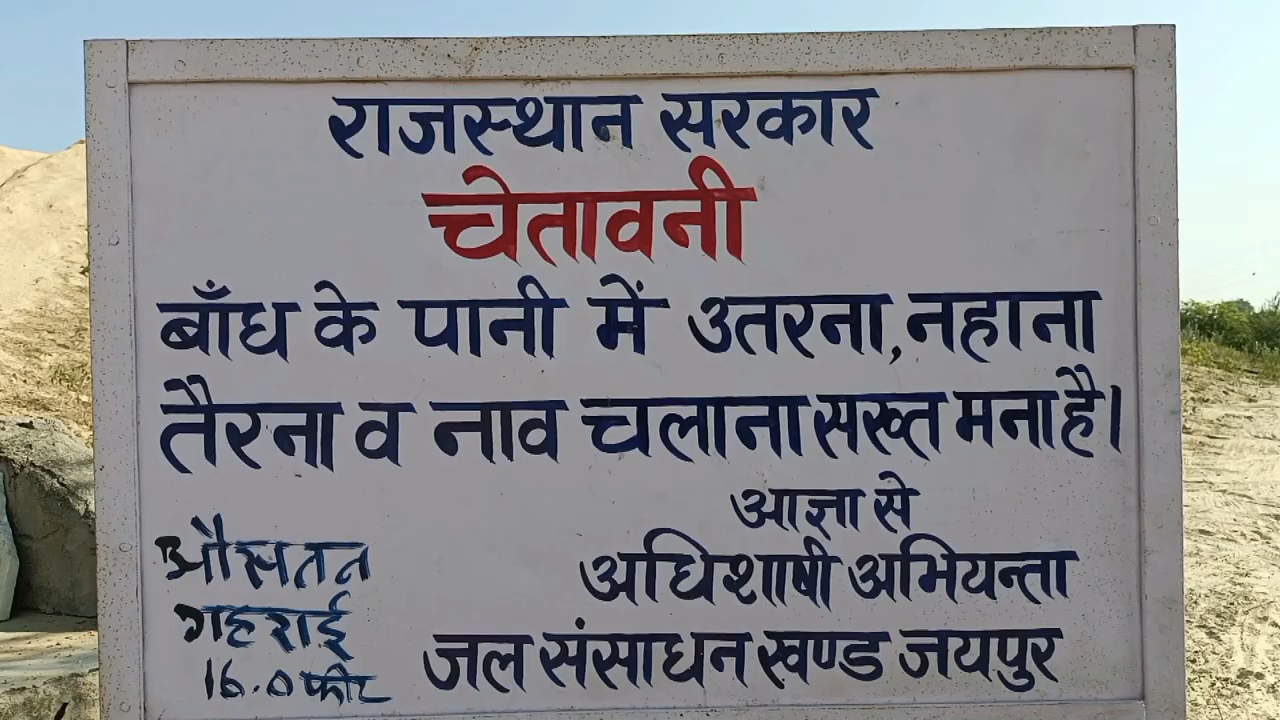 राजस्थान सरकार
चेतावनी
बाँध के पानी में उतरना,नहाना
तैरना व नाव चलाना सख्त मना है।
आज्ञा से
अधिशाषी अभियन्ता
जल संसाधन खण्ड जयपुर
औसतन
गहराई
16.0 फीट